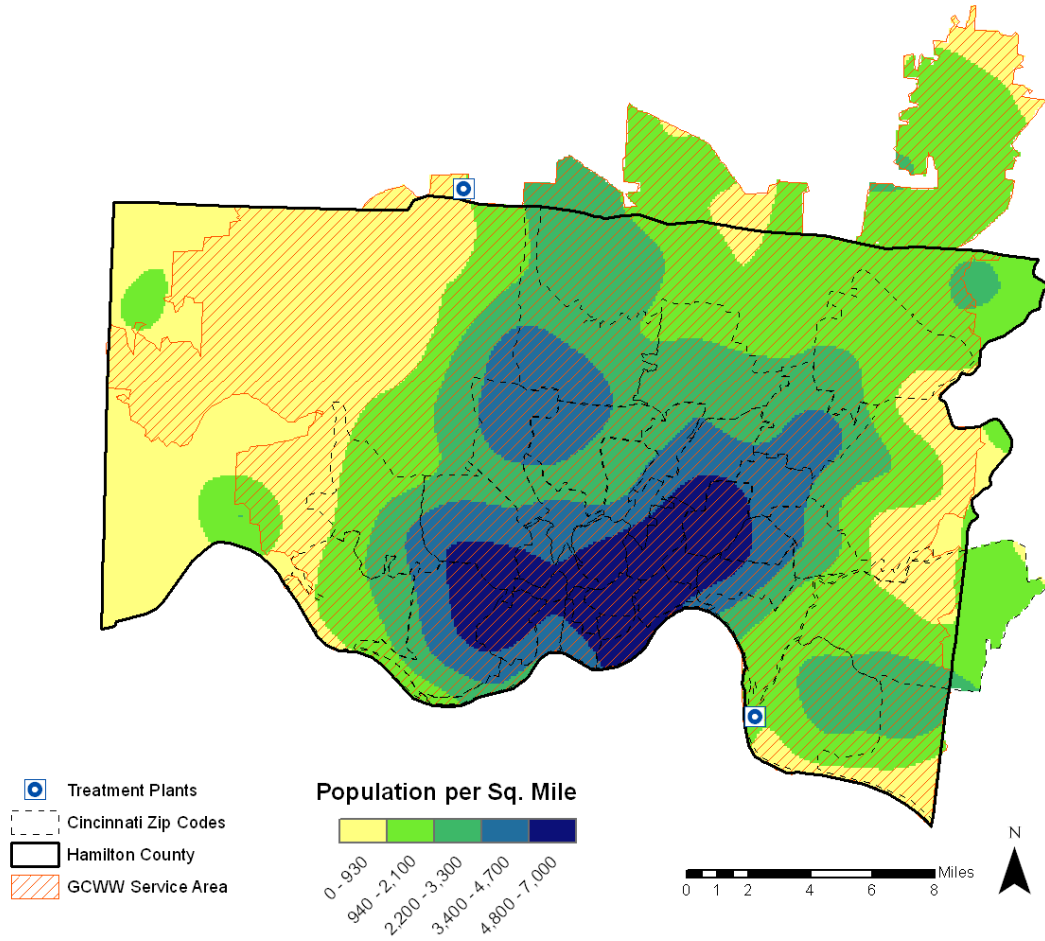 Treatment Plants
Cincinnati Zip Codes
Hamilton County
GCWW Service Area
Population per Sq. Mile
0 - 930
940 - 2,100
2,200 - 3,300
3,400 - 4,700
4,800 - 7,000
N
Miles
0 1 2 4 6 8